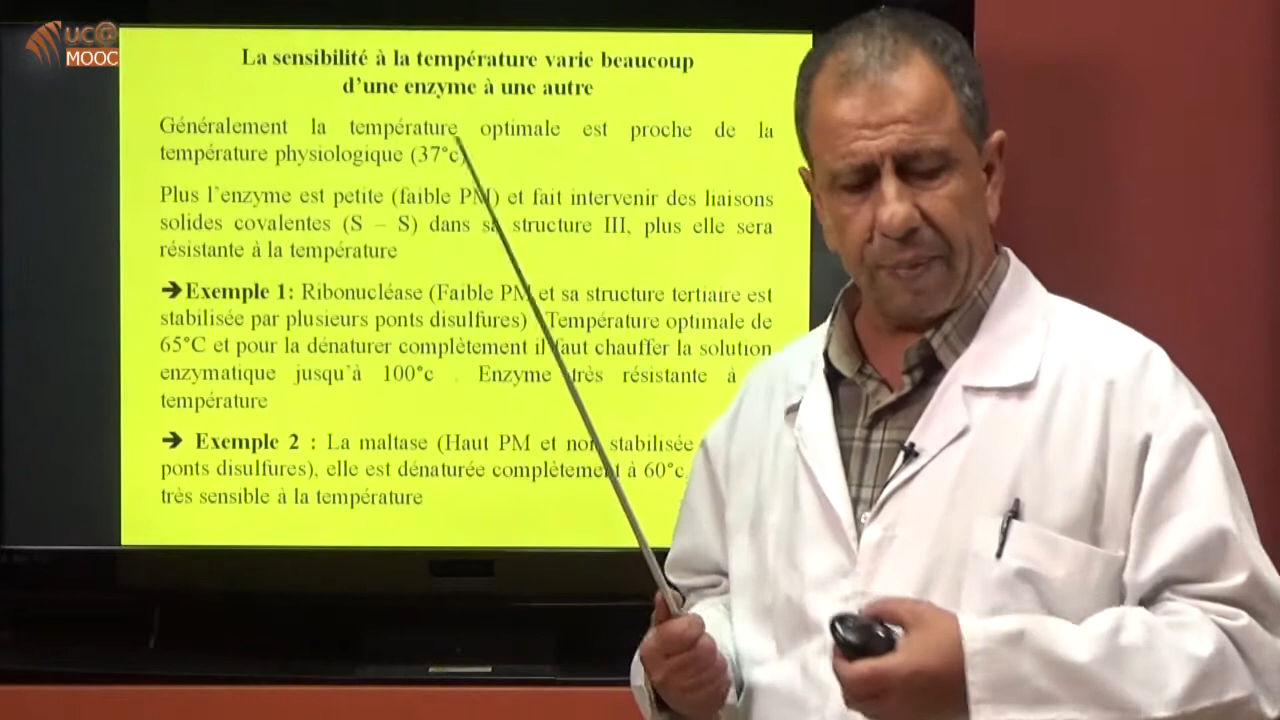 UC@
MOOC
La sensibilité à la température varie beaucoup
d’une enzyme à une autre
Généralement la température optimale est proche de la
température physiologique (37°c)
Plus l’enzyme est petite (faible PM) et fait intervenir des liaisons
solides covalentes (S – S) dans sa structure III, plus elle sera
résistante à la température
➔Exemple 1: Ribonucléase (Faible PM et sa structure tertiaire est
stabilisée par plusieurs ponts disulfures) Température optimale de
65°C et pour la dénaturer complètement il faut chauffer la solution
enzymatique jusqu’à 100°c . Enzyme très résistante à
température
➔ Exemple 2 : La maltase (Haut PM et non stabilisée
ponts disulfures), elle est dénaturée complètement à 60°c,
très sensible à la température